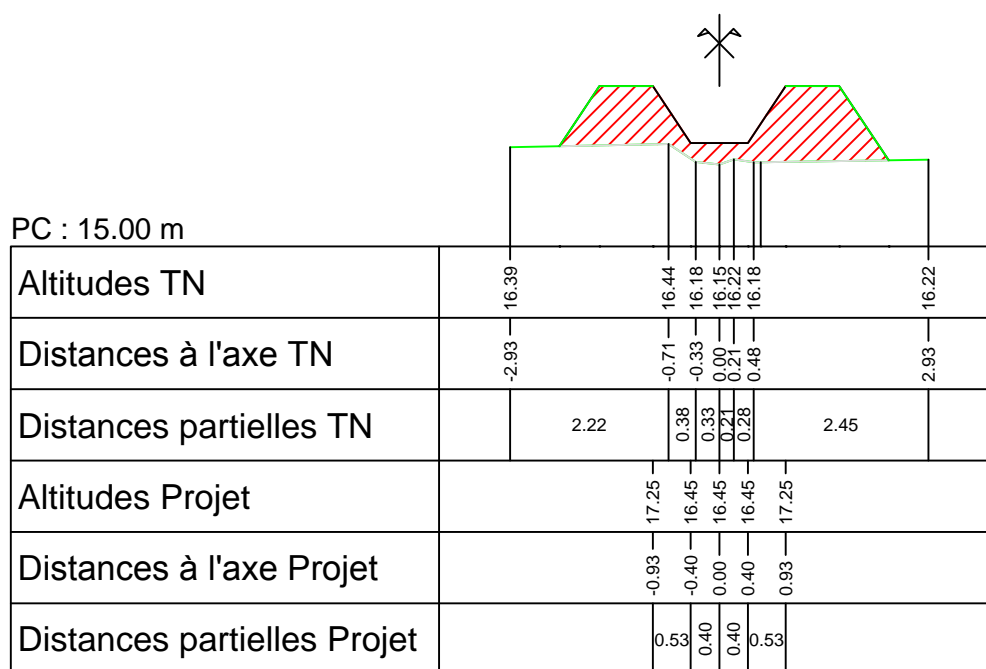 PC : 15.00 m
Altitudes TN 16.39 16.44 16.18 16.15 16.22 16.18 16.22
Distances à l'axe TN -2.93 -0.71 -0.33 0.00 0.21 0.48 2.93
Distances partielles TN 2.22 0.38 0.33 0.21 0.28 2.45
Altitudes Projet 17.25 16.45 16.45 16.45 17.25
Distances à l'axe Projet -0.93 -0.40 0.00 0.40 0.93
Distances partielles Projet 0.53 0.40 0.40 0.53